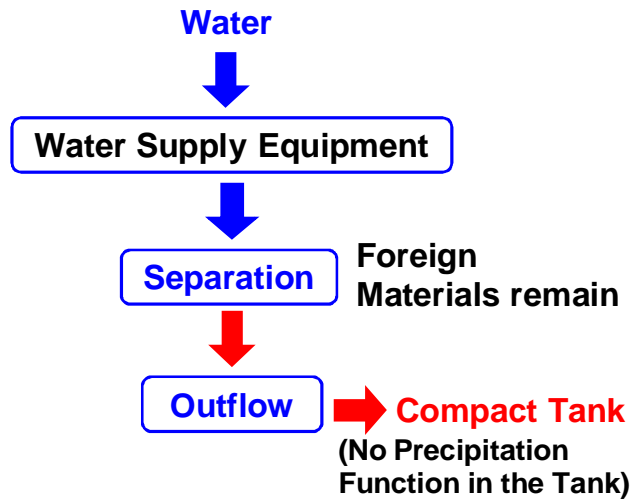 Water
Water Supply Equipment
Separation
Foreign
Materials remain
Outflow
Compact Tank
(No Precipitation
Function in the Tank)